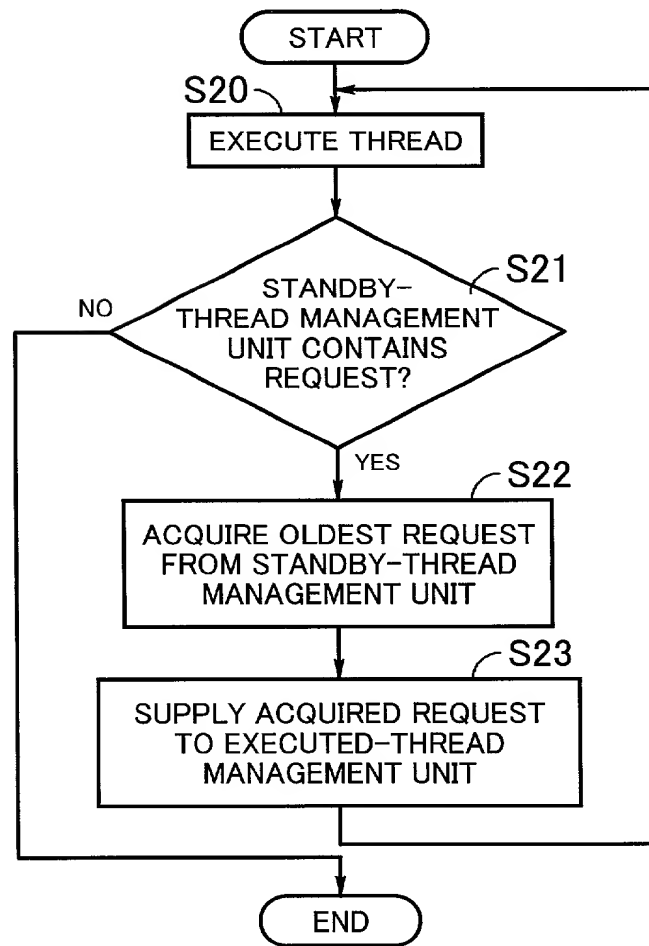 START
S20
EXECUTE THREAD
S21
STANDBY-
THREAD MANAGEMENT
UNIT CONTAINS
REQUEST?
NO
YES
S22
ACQUIRE OLDEST REQUEST
FROM STANDBY-THREAD
MANAGEMENT UNIT
S23
SUPPLY ACQUIRED REQUEST
TO EXECUTED-THREAD
MANAGEMENT UNIT
END